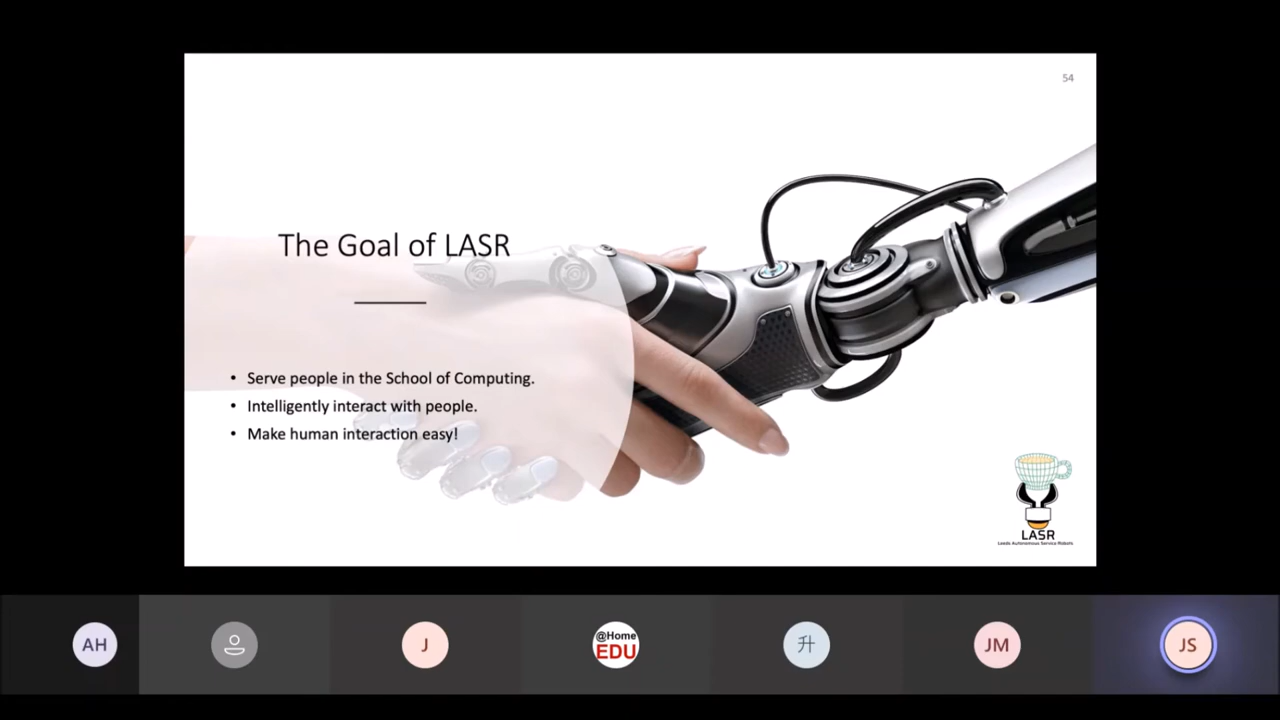 54
The Goal of LASR
• Serve people in the School of Computing.
• Intelligently interact with people.
• Make human interaction easy!
LASR
Leeds Autonomous Service Robots
AH
J
@Home
EDU
升
JM
JS